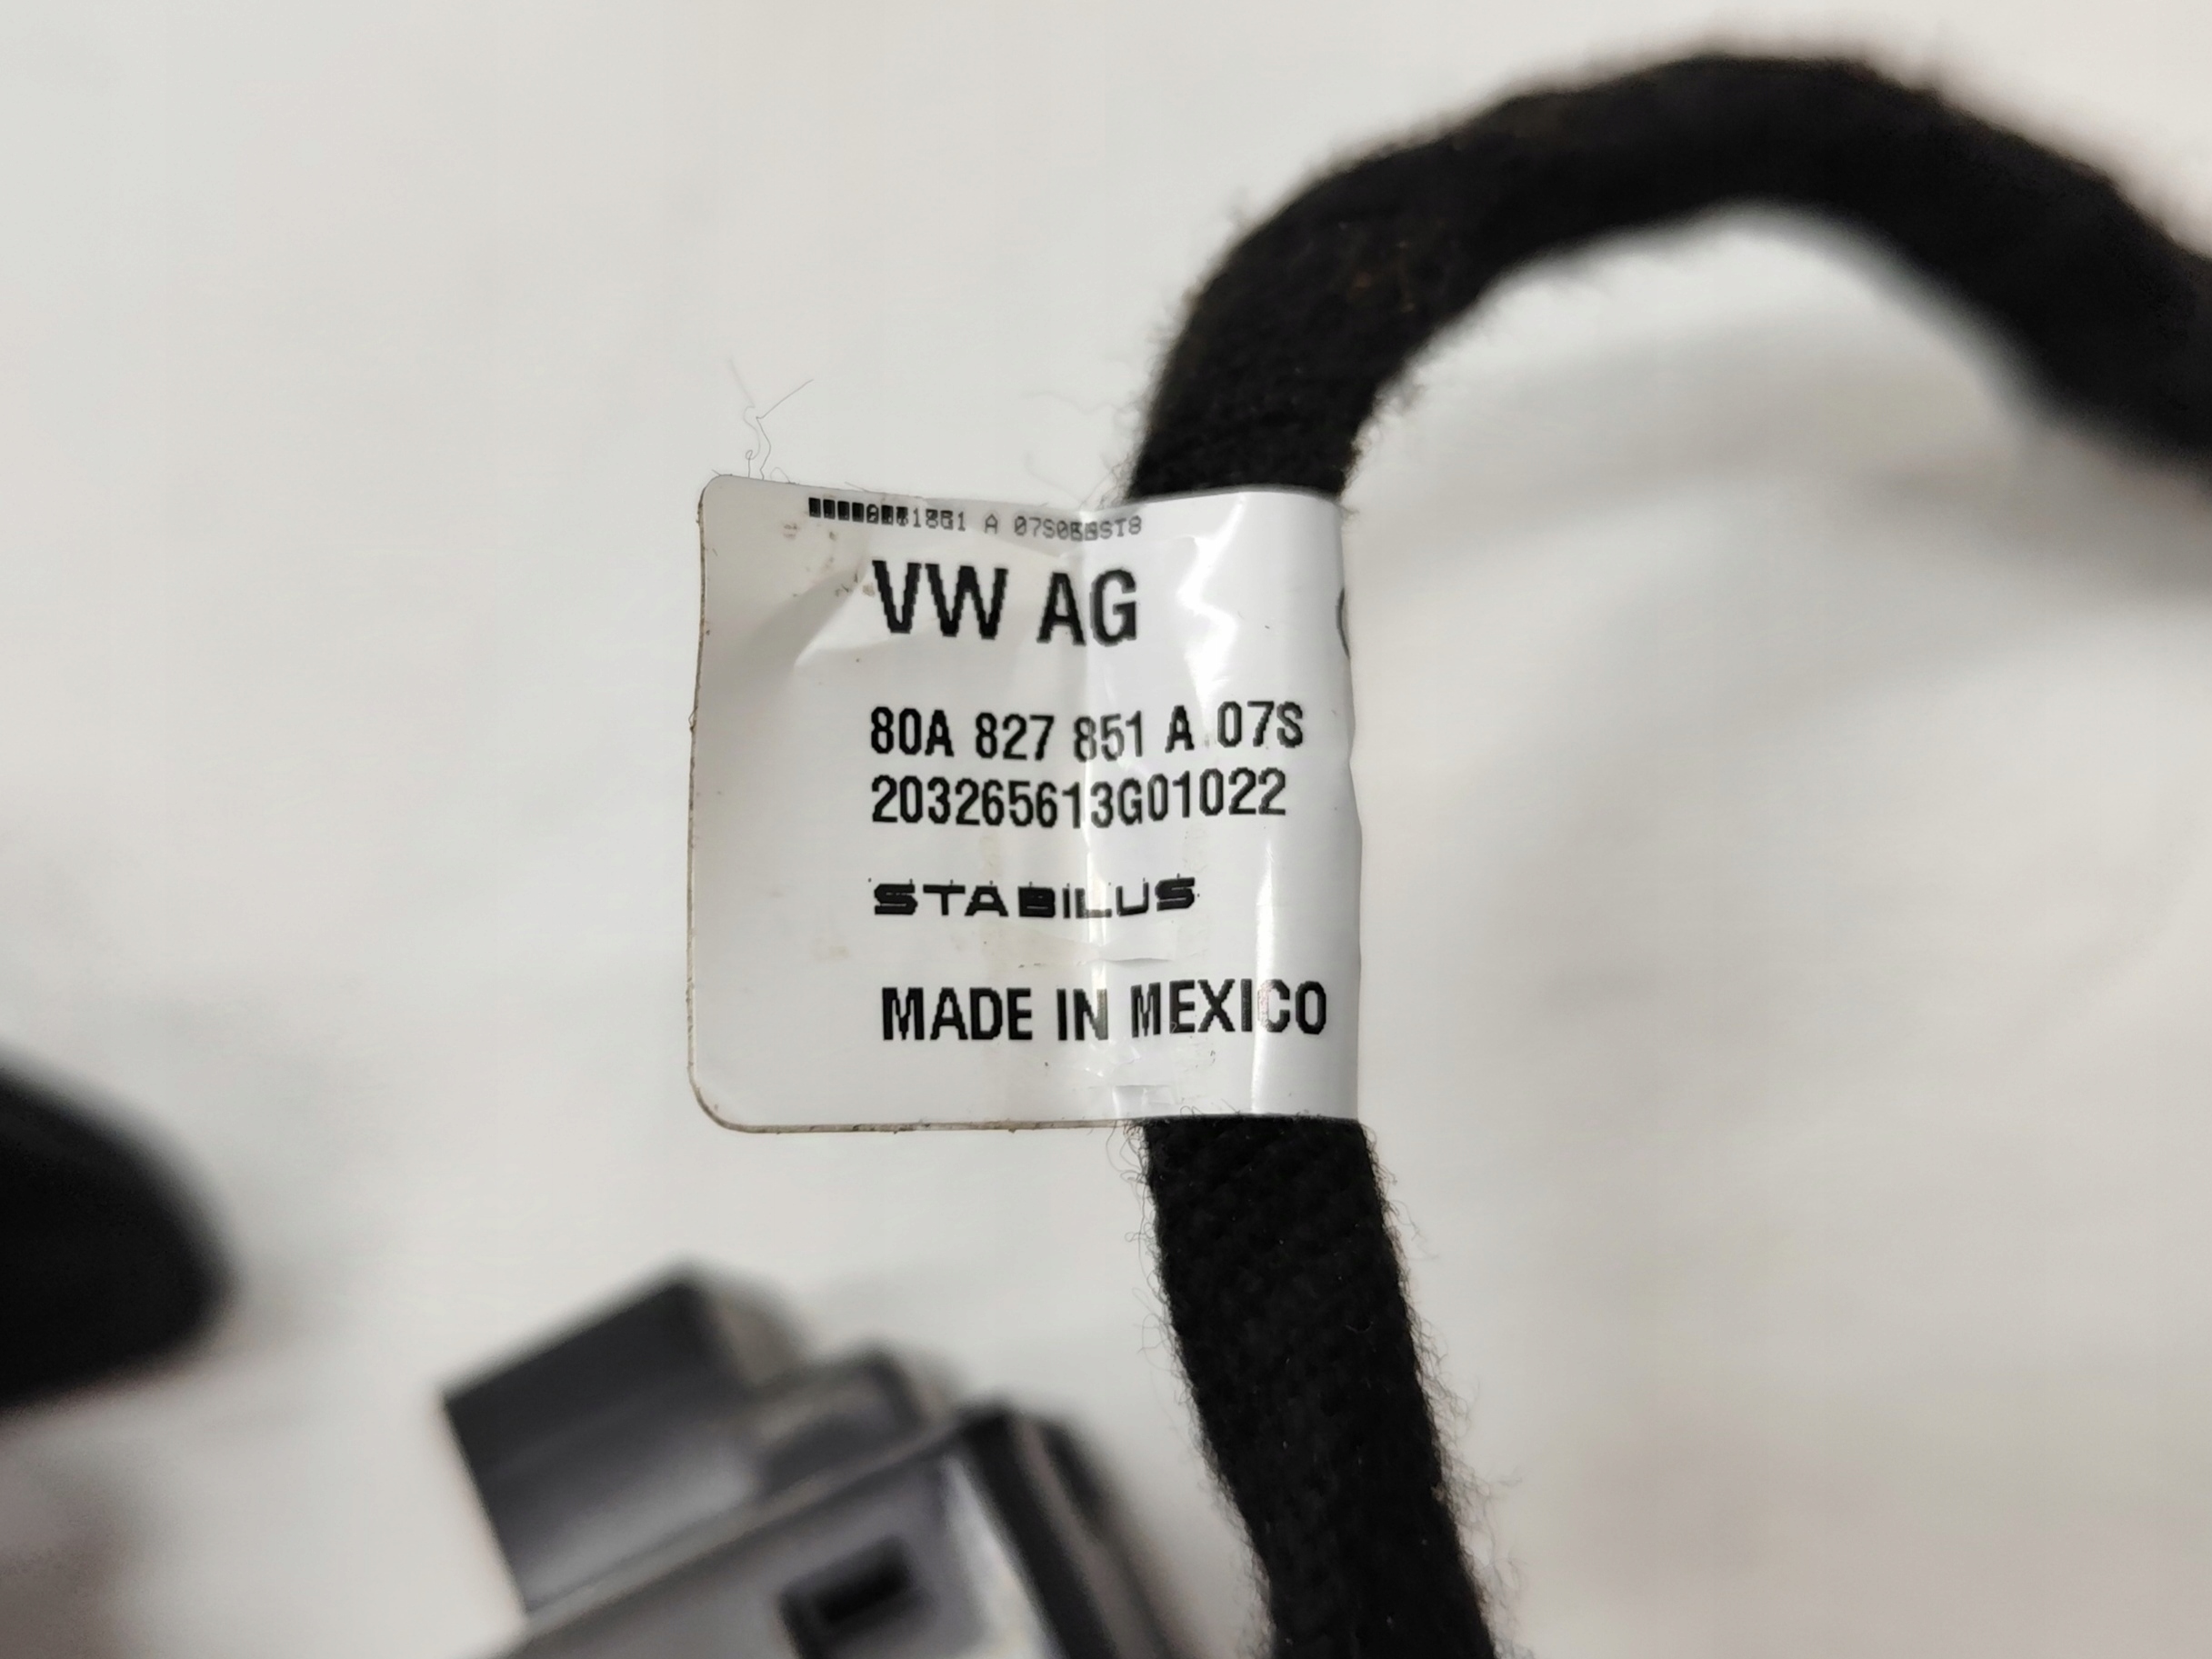 VW AG
80A 827 851 A 07S
203265613G01022
STABILUS
MADE IN MEXICO